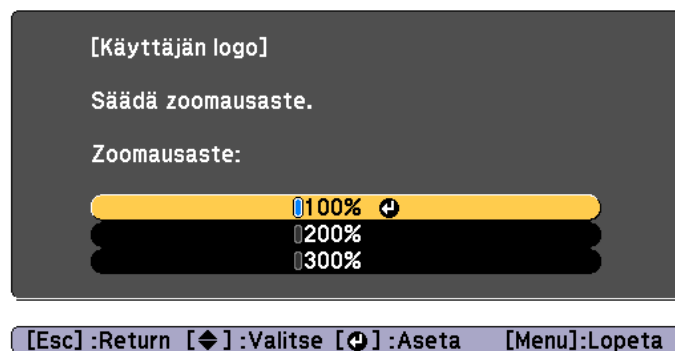 [Käyttäjän logo]
Säädä zoomausaste.
Zoomausaste:
100%
200%
300%
[Esc] :Return [ ] :Valitse [ ] :Aseta [Menu]:Lopeta